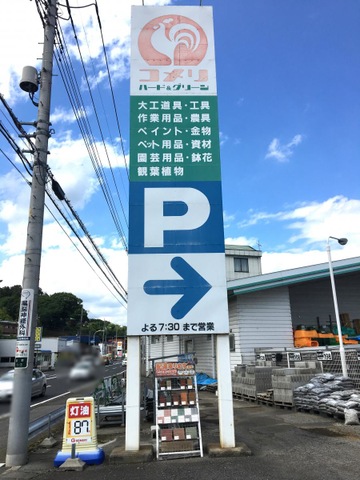 コメリ
ハード&グリーン
大工道具・工具
作業用品・農具
ペイント・金物
ペット用品・資材
園芸用品・鉢花
観葉植物
P
よる7:30まで営業
灯油
87